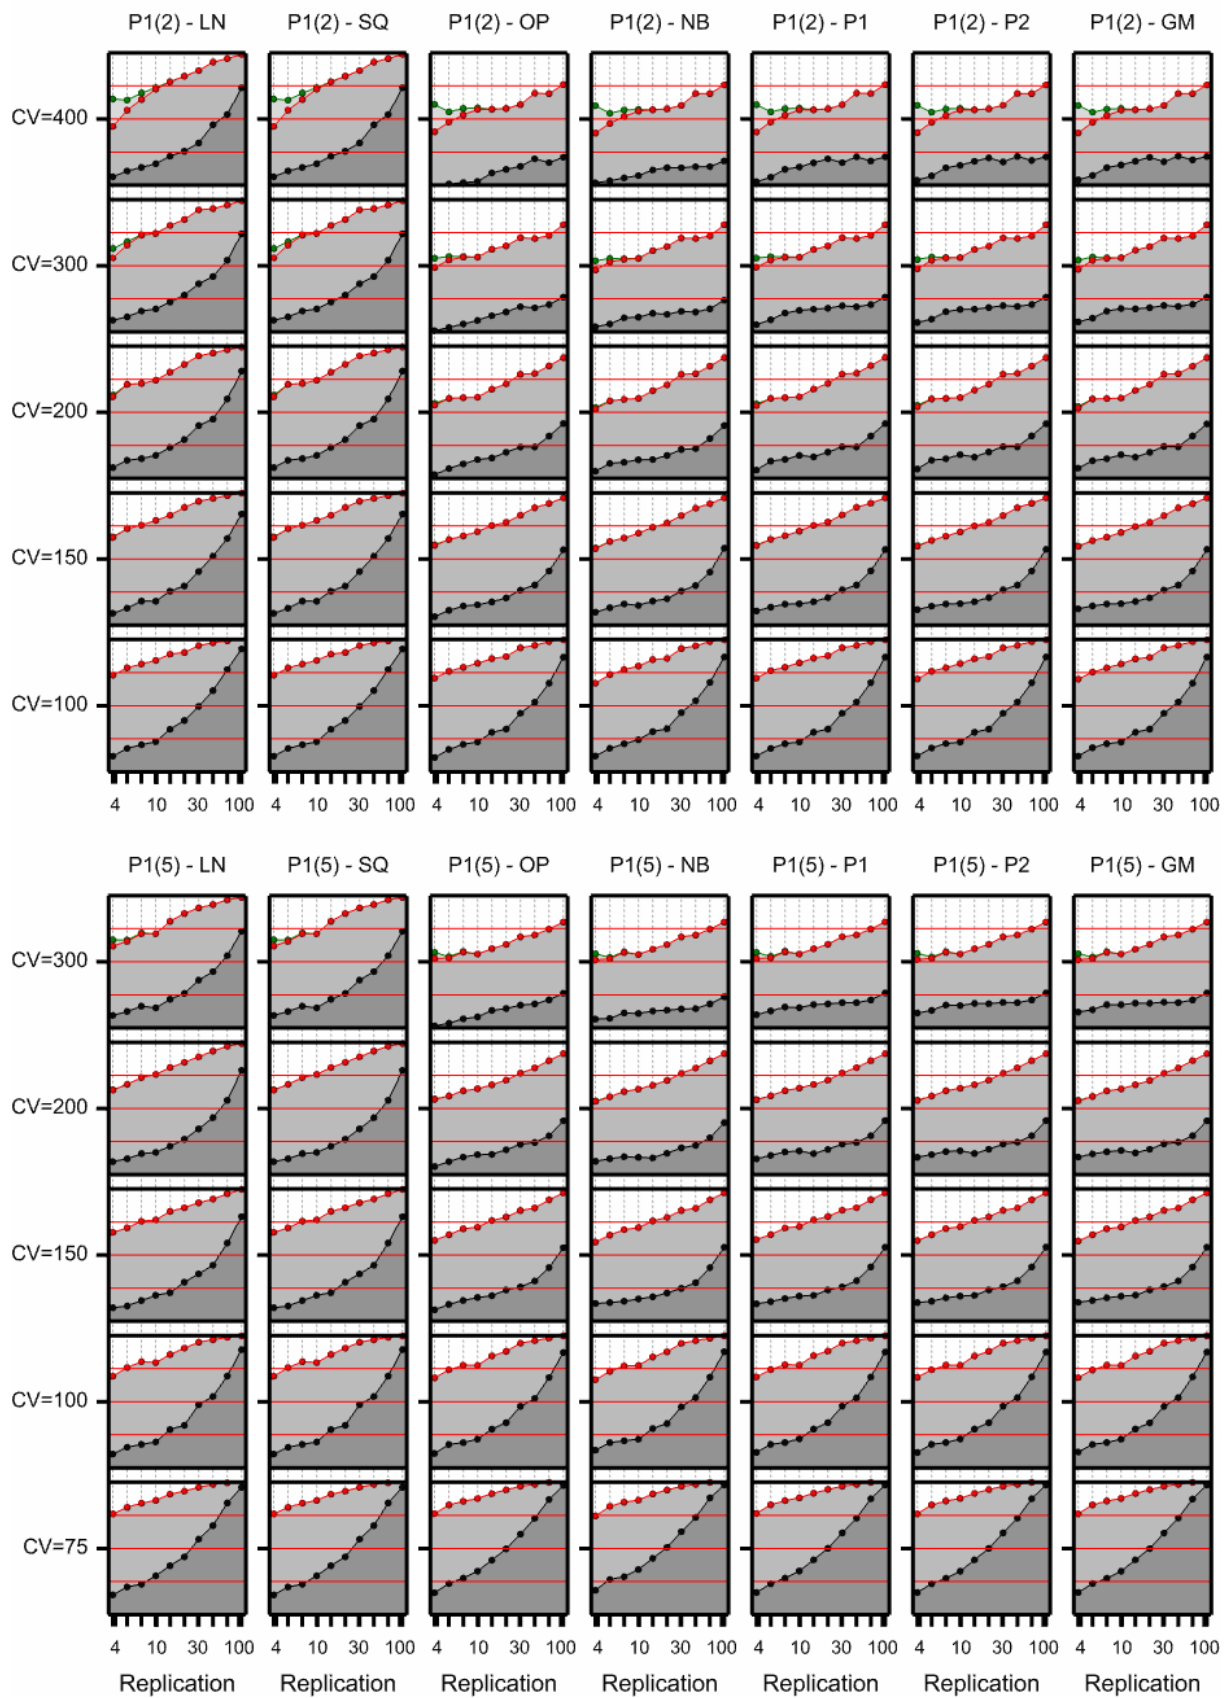 P1(2) - LN P1(2) - SQ P1(2) - OP P1(2) - NB P1(2) - P1 P1(2) - P2 P1(2) - GM
CV=400
CV=300
CV=200
CV=150
CV=100
4 10 30 100 4 10 30 100 4 10 30 100 4 10 30 100 4 10 30 100 4 10 30 100 4 10 30 100
P1(5) - LN P1(5) - SQ P1(5) - OP P1(5) - NB P1(5) - P1 P1(5) - P2 P1(5) - GM
CV=300
CV=200
CV=150
CV=100
CV=75
4 10 30 100 4 10 30 100 4 10 30 100 4 10 30 100 4 10 30 100 4 10 30 100 4 10 30 100
Replication Replication Replication Replication Replication Replication Replication